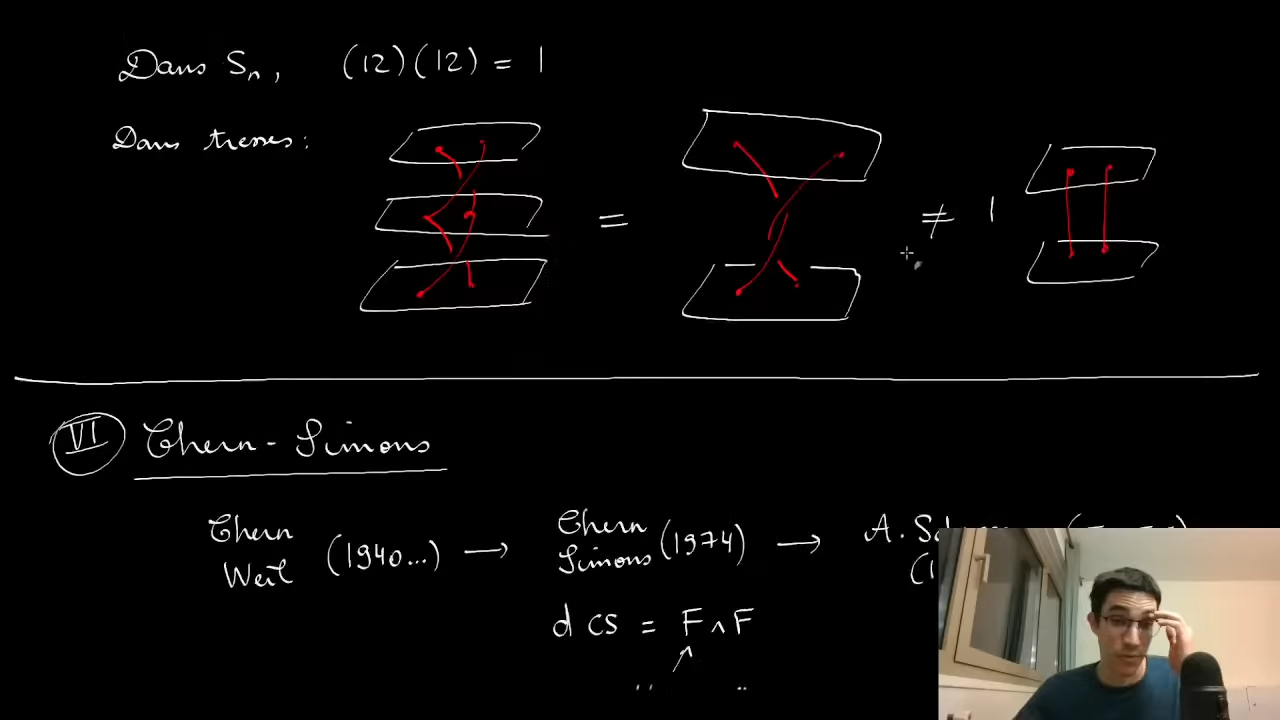 Dans Sₙ, (12)(12) = 1
Dans tresses:
= ≠ 1
VI Chern-Simons
Chern Weil (1940...) → Chern Simons (1974) → A.
d CS = F ∧ F